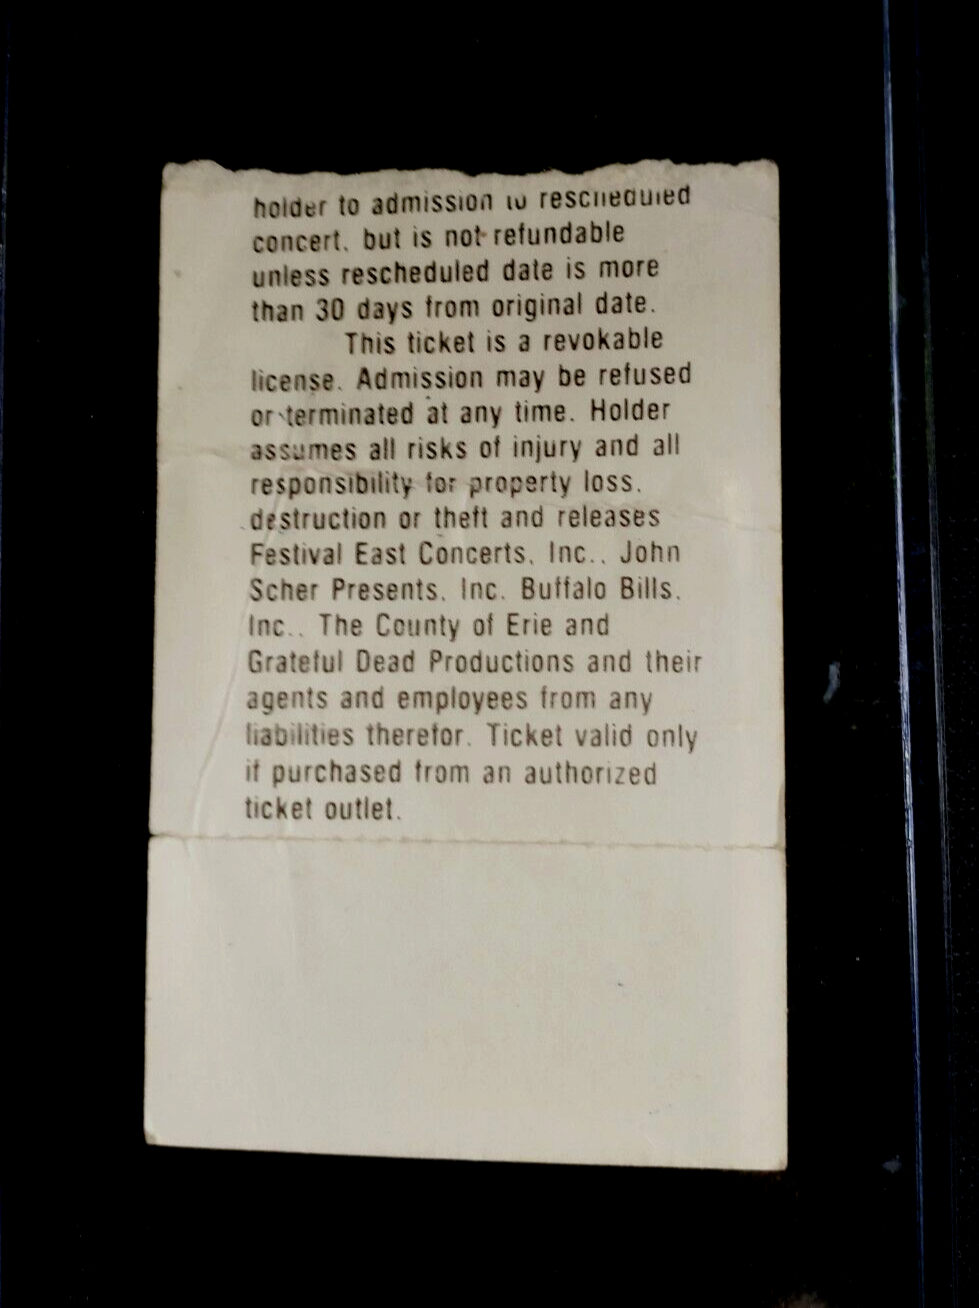 holder to admission to rescheduled
concert, but is not refundable
unless rescheduled date is more
than 30 days from original date.
This ticket is a revokable
license. Admission may be refused
or terminated at any time. Holder
assumes all risks of injury and all
responsibility for property loss,
destruction or theft and releases
Festival East Concerts, Inc., John
Scher Presents, Inc. Buffalo Bills,
Inc., The County of Erie and
Grateful Dead Productions and their
agents and employees from any
liabilities therefor. Ticket valid only
if purchased from an authorized
ticket outlet.